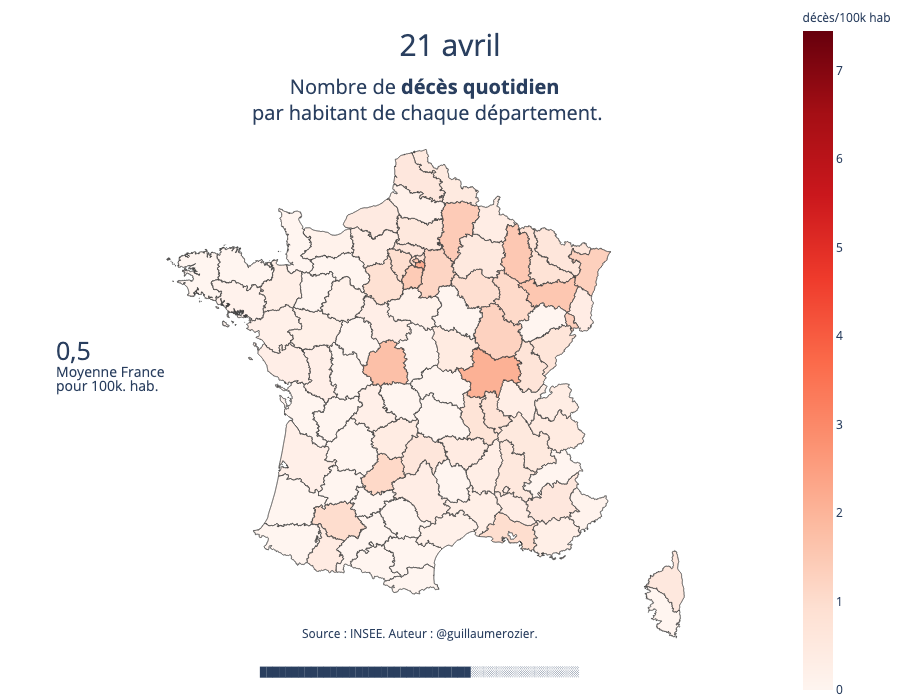 décès/100k hab
21 avril
Nombre de décès quotidien
par habitant de chaque département.
7
6
5
4
3
2
1
0
0,5
Moyenne France
pour 100k. hab.
Source : INSEE. Auteur : @guillaumerozier.